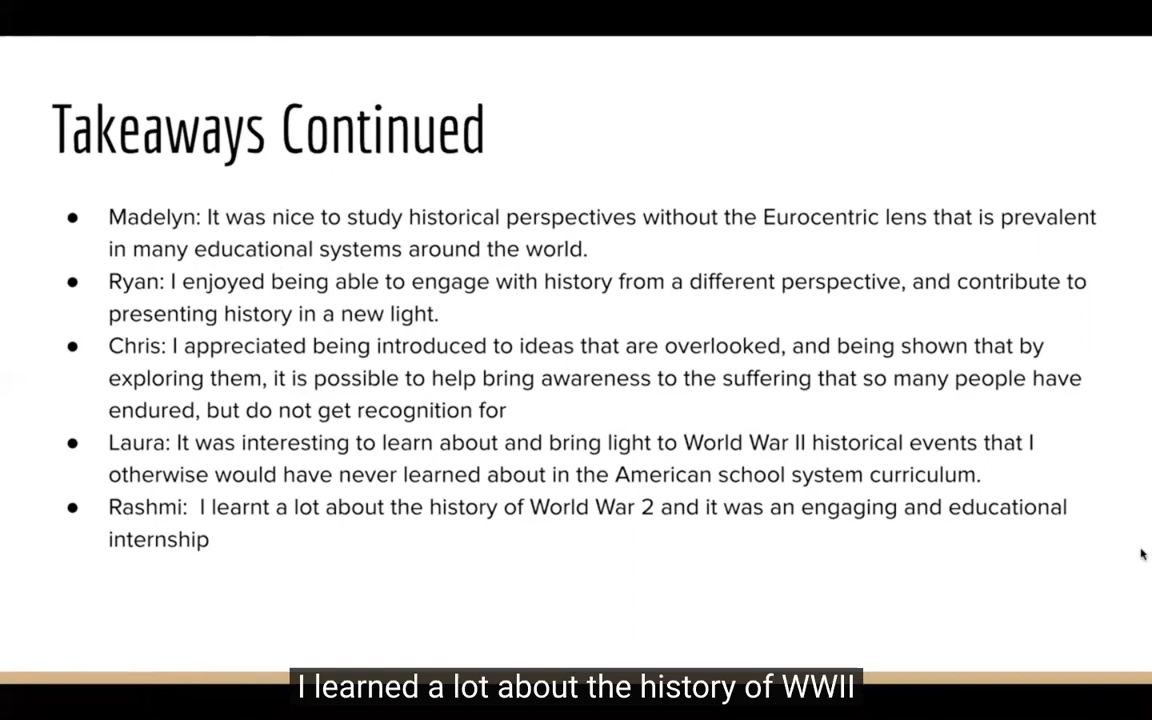 Takeaways Continued
● Madelyn: It was nice to study historical perspectives without the Eurocentric lens that is prevalent
in many educational systems around the world.
● Ryan: I enjoyed being able to engage with history from a different perspective, and contribute to
presenting history in a new light.
● Chris: I appreciated being introduced to ideas that are overlooked, and being shown that by
exploring them, it is possible to help bring awareness to the suffering that so many people have
endured, but do not get recognition for
● Laura: It was interesting to learn about and bring light to World War II historical events that I
otherwise would have never learned about in the American school system curriculum.
● Rashmi:  I learnt a lot about the history of World War 2 and it was an engaging and educational
internship
I learned a lot about the history of WWII